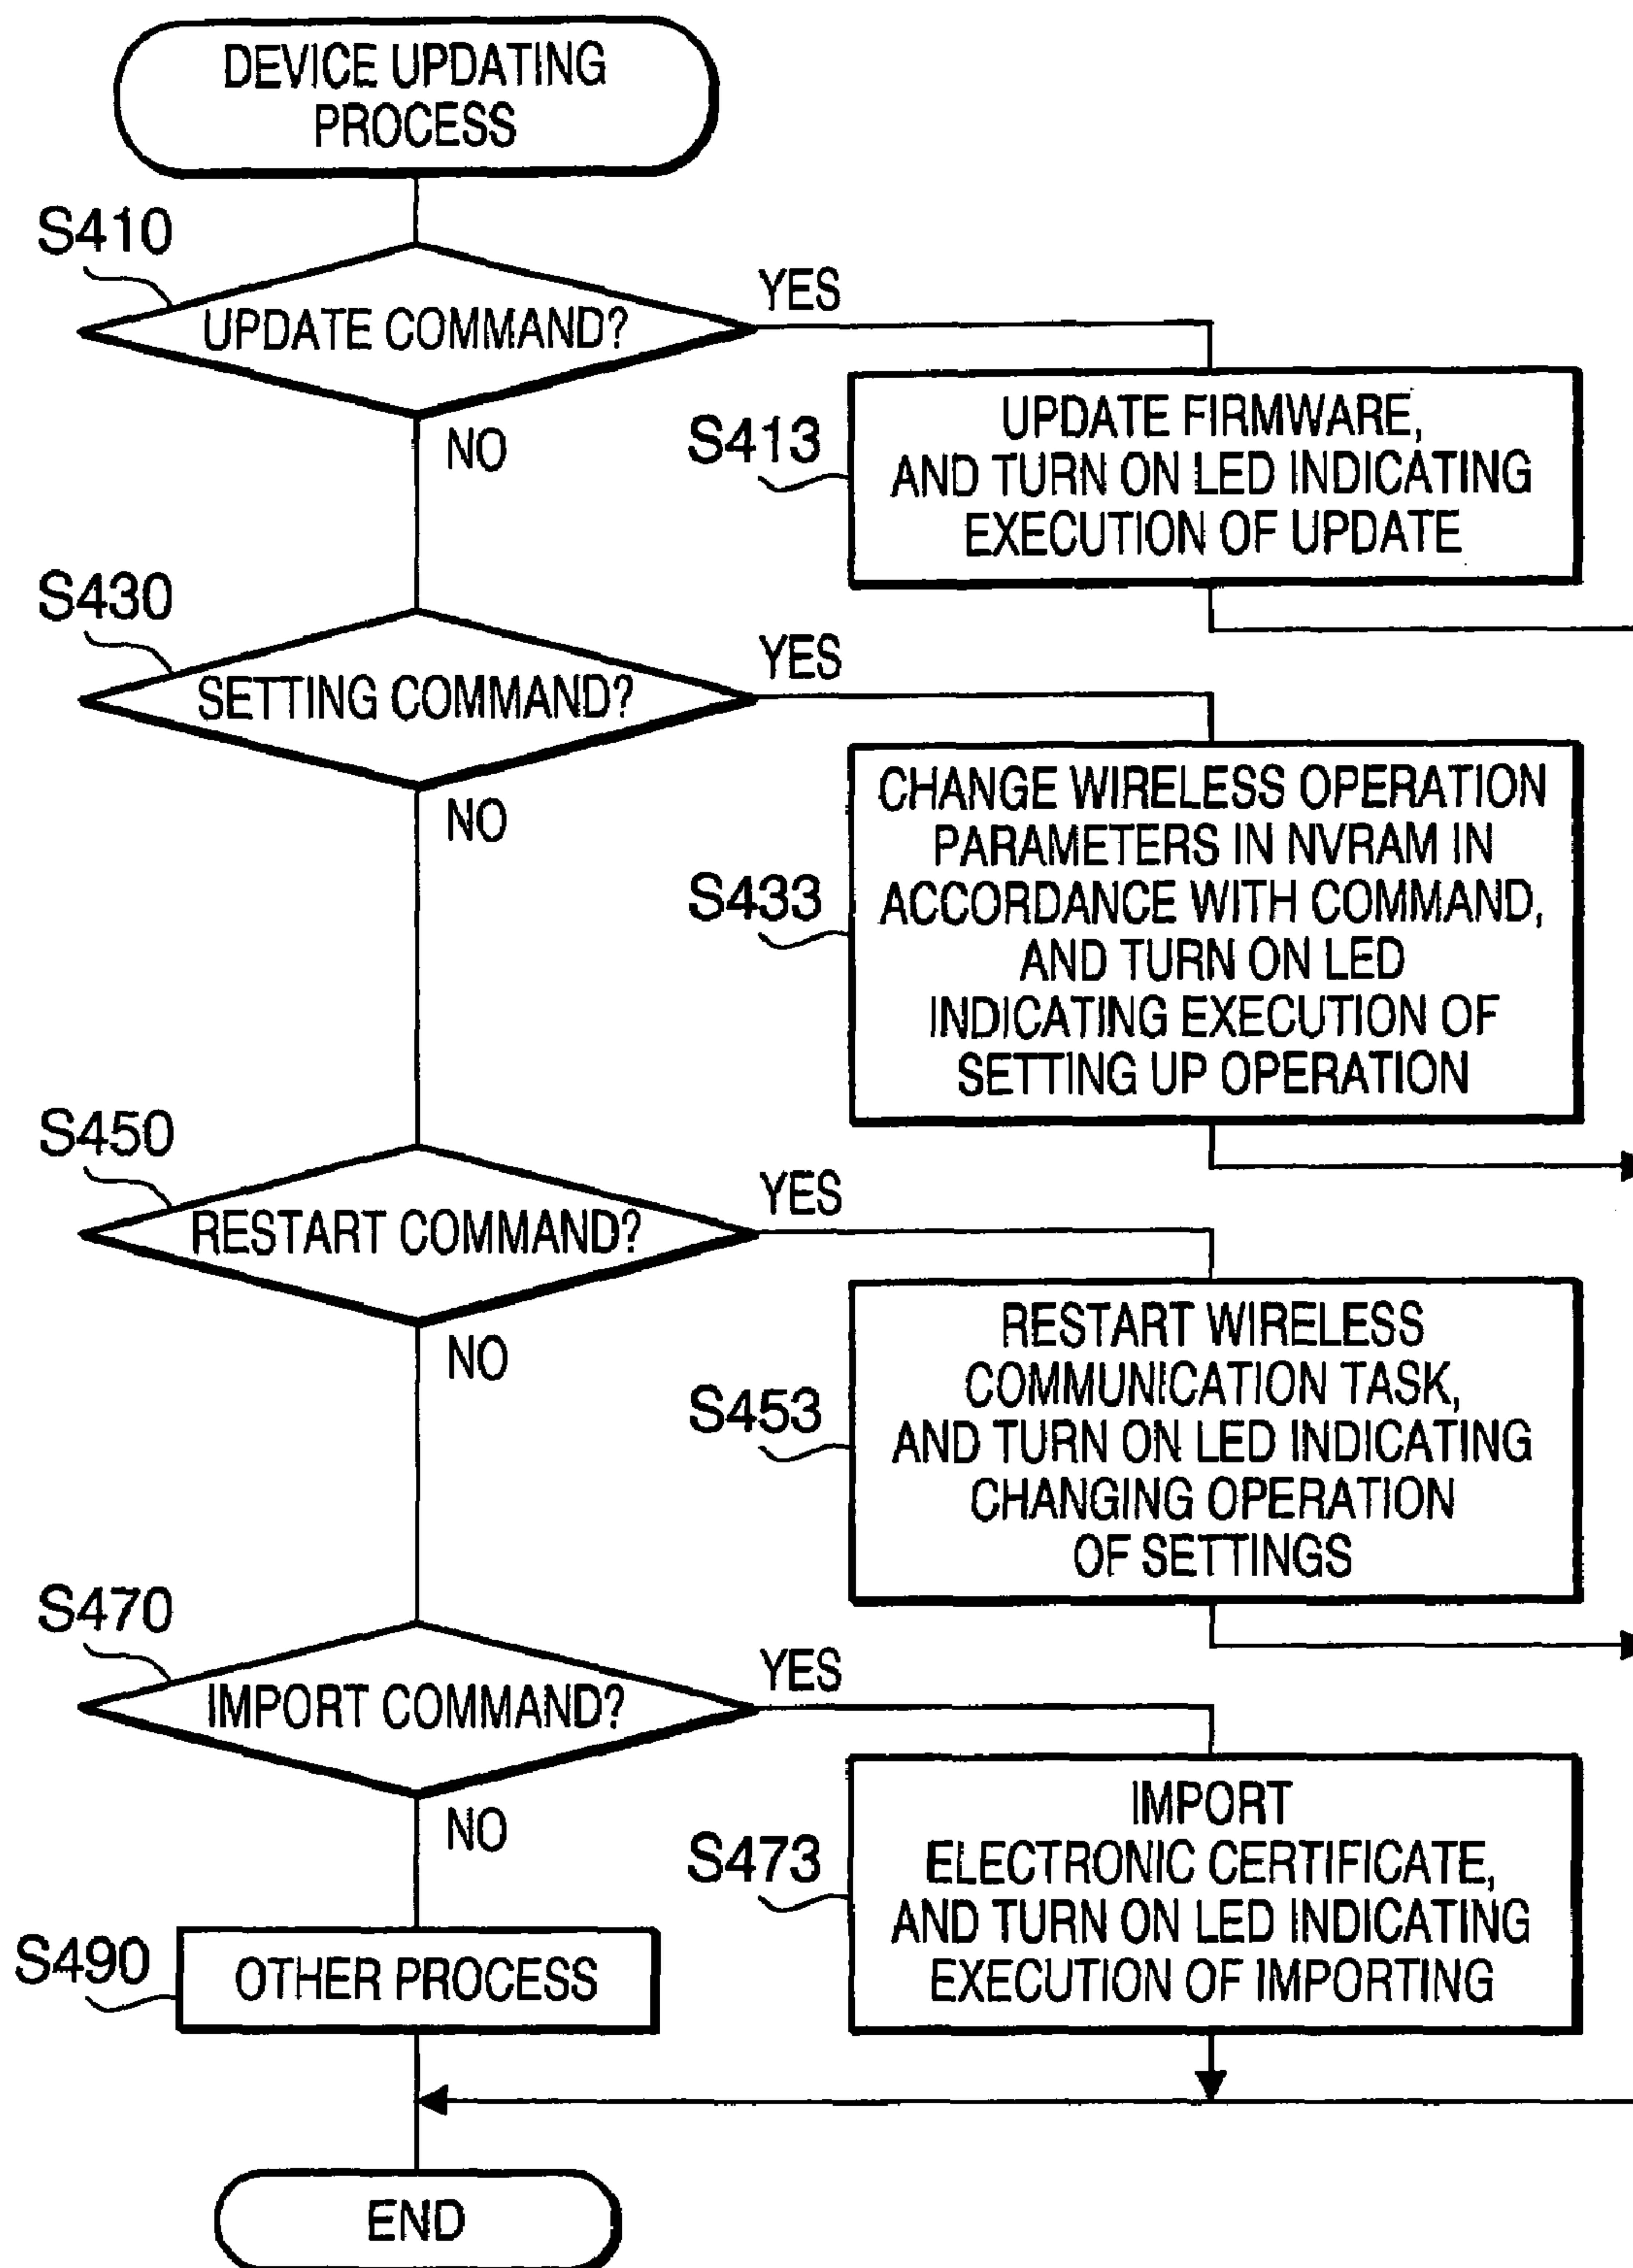 DEVICE UPDATING
PROCESS
S410
UPDATE COMMAND?
YES
NO
S413
UPDATE FIRMWARE,
AND TURN ON LED INDICATING
EXECUTION OF UPDATE
S430
SETTING COMMAND?
YES
NO
S433
CHANGE WIRELESS OPERATION
PARAMETERS IN NVRAM IN
ACCORDANCE WITH COMMAND,
AND TURN ON LED
INDICATING EXECUTION OF
SETTING UP OPERATION
S450
RESTART COMMAND?
YES
NO
S453
RESTART WIRELESS
COMMUNICATION TASK,
AND TURN ON LED INDICATING
CHANGING OPERATION
OF SETTINGS
S470
IMPORT COMMAND?
YES
NO
S473
IMPORT
ELECTRONIC CERTIFICATE,
AND TURN ON LED INDICATING
EXECUTION OF IMPORTING
S490
OTHER PROCESS
END